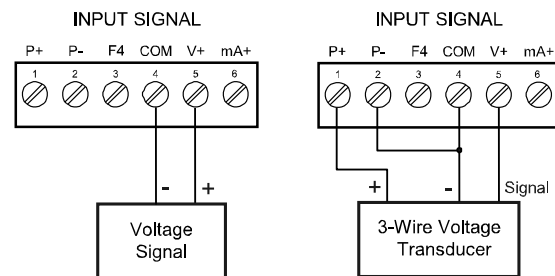 INPUT SIGNAL
P+ P- F4 COM V+ mA+
1 2 3 4 5 6
- +
Voltage
Signal
INPUT SIGNAL
P+ P- F4 COM V+ mA+
1 2 3 4 5 6
+ - Signal
3-Wire Voltage
Transducer